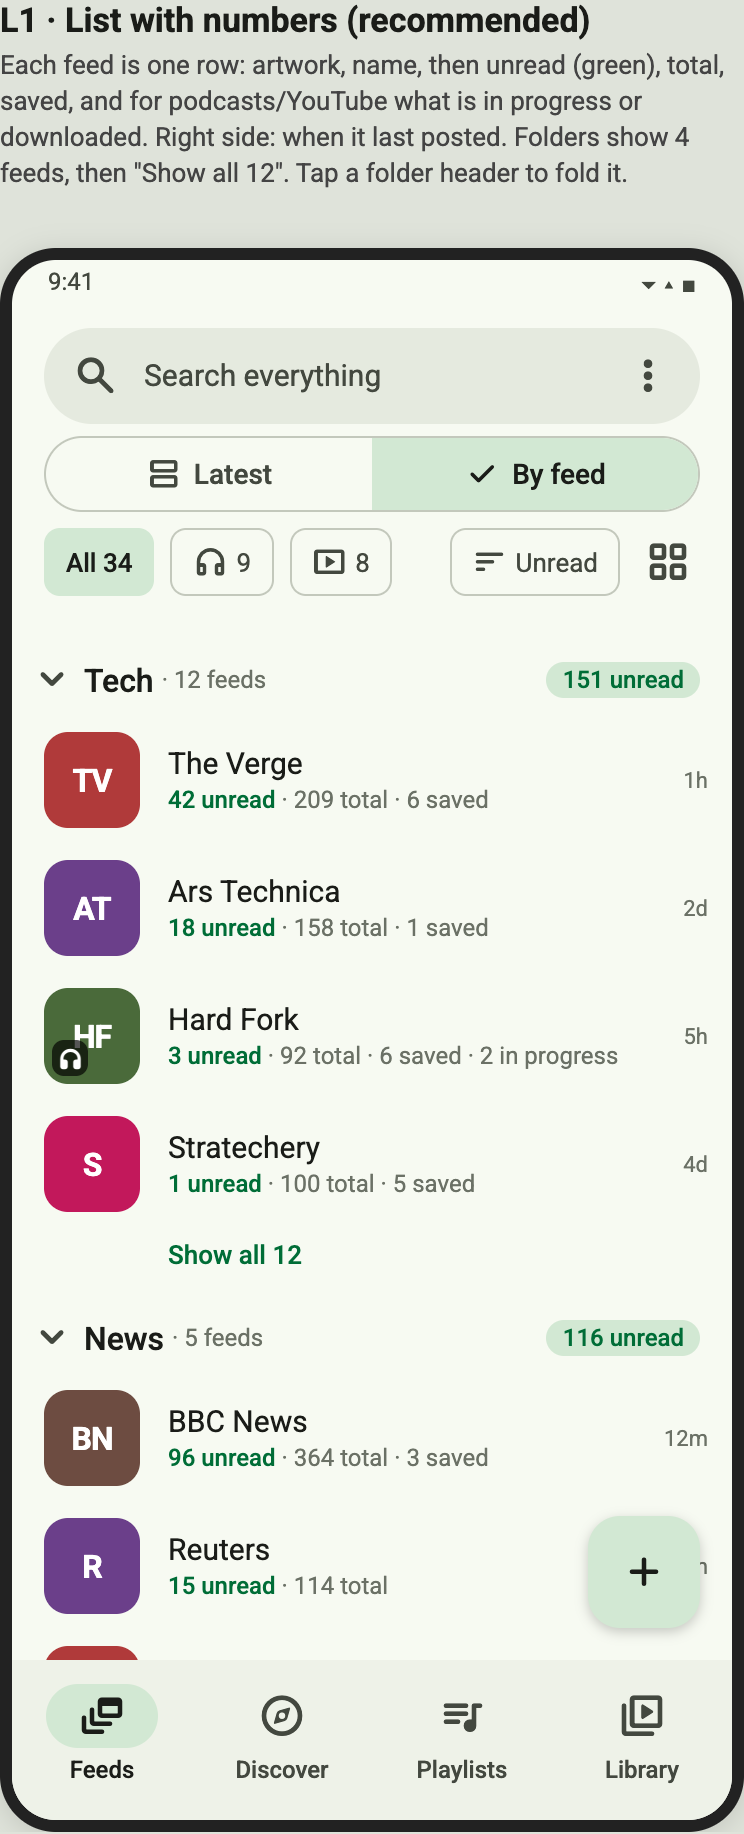 L1 · List with numbers (recommended)
Each feed is one row: artwork, name, then unread (green), total,
saved, and for podcasts/YouTube what is in progress or
downloaded. Right side: when it last posted. Folders show 4
feeds, then "Show all 12". Tap a folder header to fold it.
9:41
Search everything
Latest
By feed
All 34
9
8
Unread
Tech · 12 feeds
151 unread
TV
The Verge
42 unread · 209 total · 6 saved
1h
AT
Ars Technica
18 unread · 158 total · 1 saved
2d
HF
Hard Fork
3 unread · 92 total · 6 saved · 2 in progress
5h
S
Stratechery
1 unread · 100 total · 5 saved
4d
Show all 12
News · 5 feeds
116 unread
BN
BBC News
96 unread · 364 total · 3 saved
12m
R
Reuters
15 unread · 114 total
Feeds
Discover
Playlists
Library